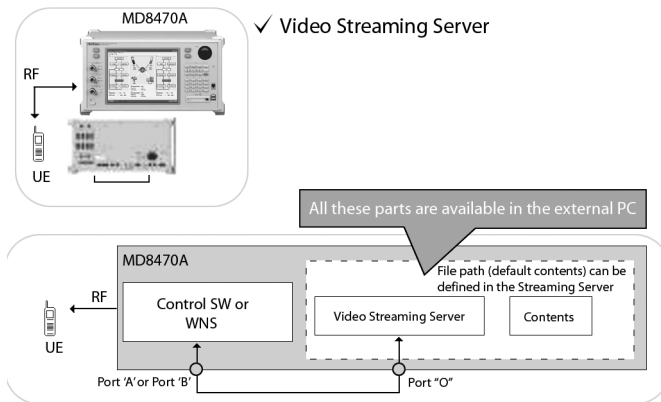 MD8470A
✓ Video Streaming Server
RF
UE
All these parts are available in the external PC
MD8470A
File path (default contents) can be
defined in the Streaming Server
RF
Control SW or
WNS
Video Streaming Server
Contents
UE
Port 'A' or Port 'B'
Port "O"